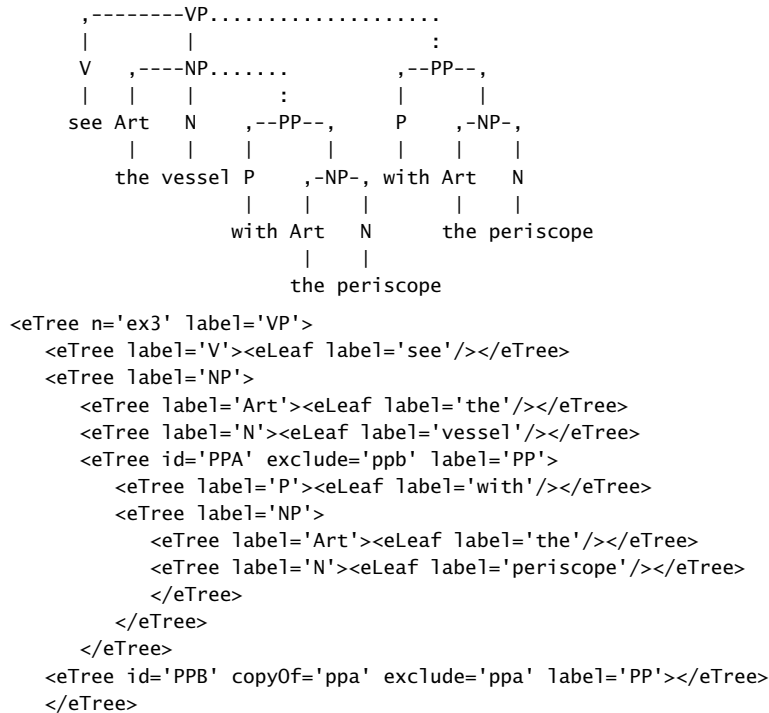 ,--------VP....................
|        |                    :
V   ,----NP.......         ,--PP--,
|   |    |       :         |      |
see Art   N    ,--PP--,     P    ,-NP-,
|    |    |      |     |    |    |
the vessel P    ,-NP-, with Art   N
|    |    |       |    |
with Art   N      the periscope
|    |
the periscope
<eTree n='ex3' label='VP'>
   <eTree label='V'><eLeaf label='see'/></eTree>
   <eTree label='NP'>
      <eTree label='Art'><eLeaf label='the'/></eTree>
      <eTree label='N'><eLeaf label='vessel'/></eTree>
      <eTree id='PPA' exclude='ppb' label='PP'>
         <eTree label='P'><eLeaf label='with'/></eTree>
         <eTree label='NP'>
            <eTree label='Art'><eLeaf label='the'/></eTree>
            <eTree label='N'><eLeaf label='periscope'/></eTree>
            </eTree>
         </eTree>
      </eTree>
   <eTree id='PPB' copyOf='ppa' exclude='ppa' label='PP'></eTree>
   </eTree>